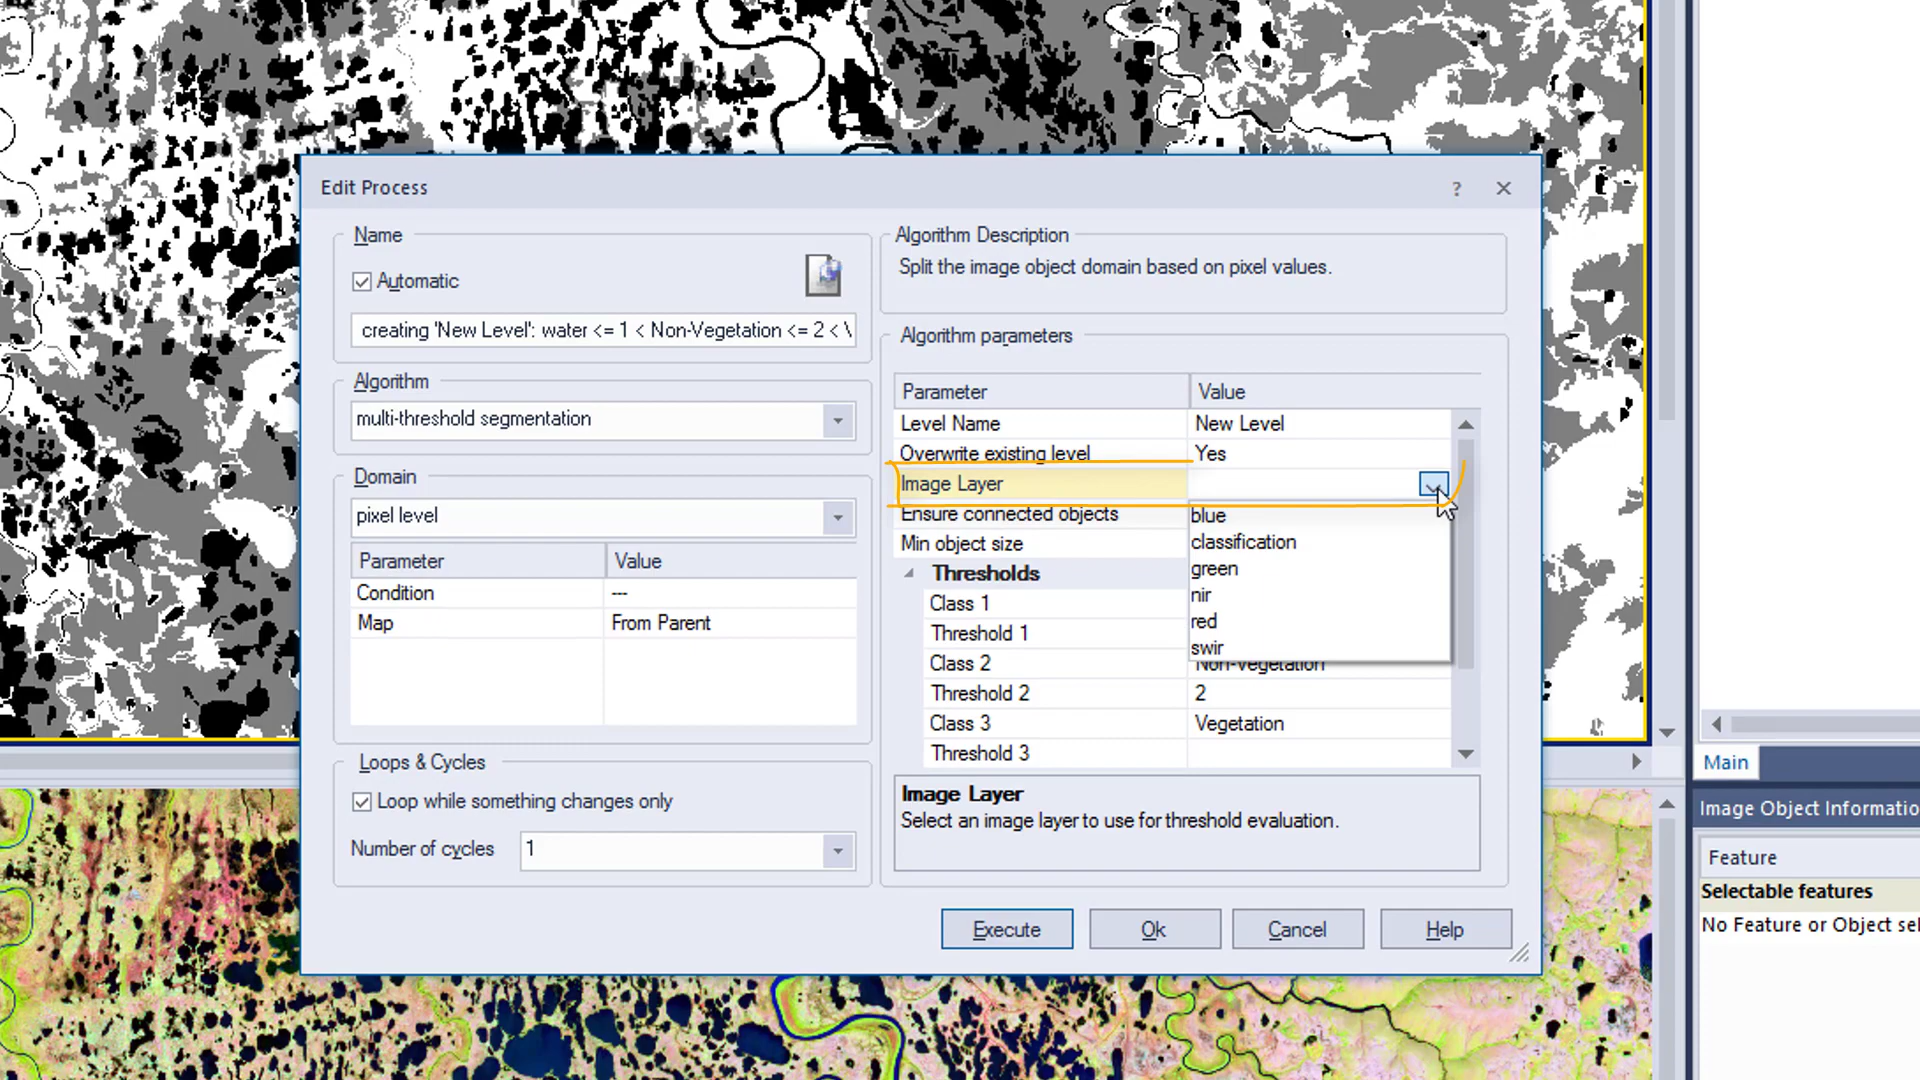 Edit Process
?
Name
Automatic
creating 'New Level': water <= 1 < Non-Vegetation <= 2 < \
Algorithm
multi-threshold segmentation
Domain
pixel level
Parameter Value
Condition ---
Map From Parent
Loops & Cycles
Loop while something changes only
Number of cycles 1
Algorithm Description
Split the image object domain based on pixel values.
Algorithm parameters
Parameter Value
Level Name New Level
Overwrite existing level Yes
Image Layer
Ensure connected objects
Min object size
Thresholds
Class 1
Threshold 1
Class 2 Non-Vegetation
Threshold 2 2
Class 3 Vegetation
Threshold 3
blue
classification
green
nir
red
swir
Image Layer
Select an image layer to use for threshold evaluation.
Execute Ok Cancel Help
Main
Image Object Informatio
Feature
Selectable features
No Feature or Object sel